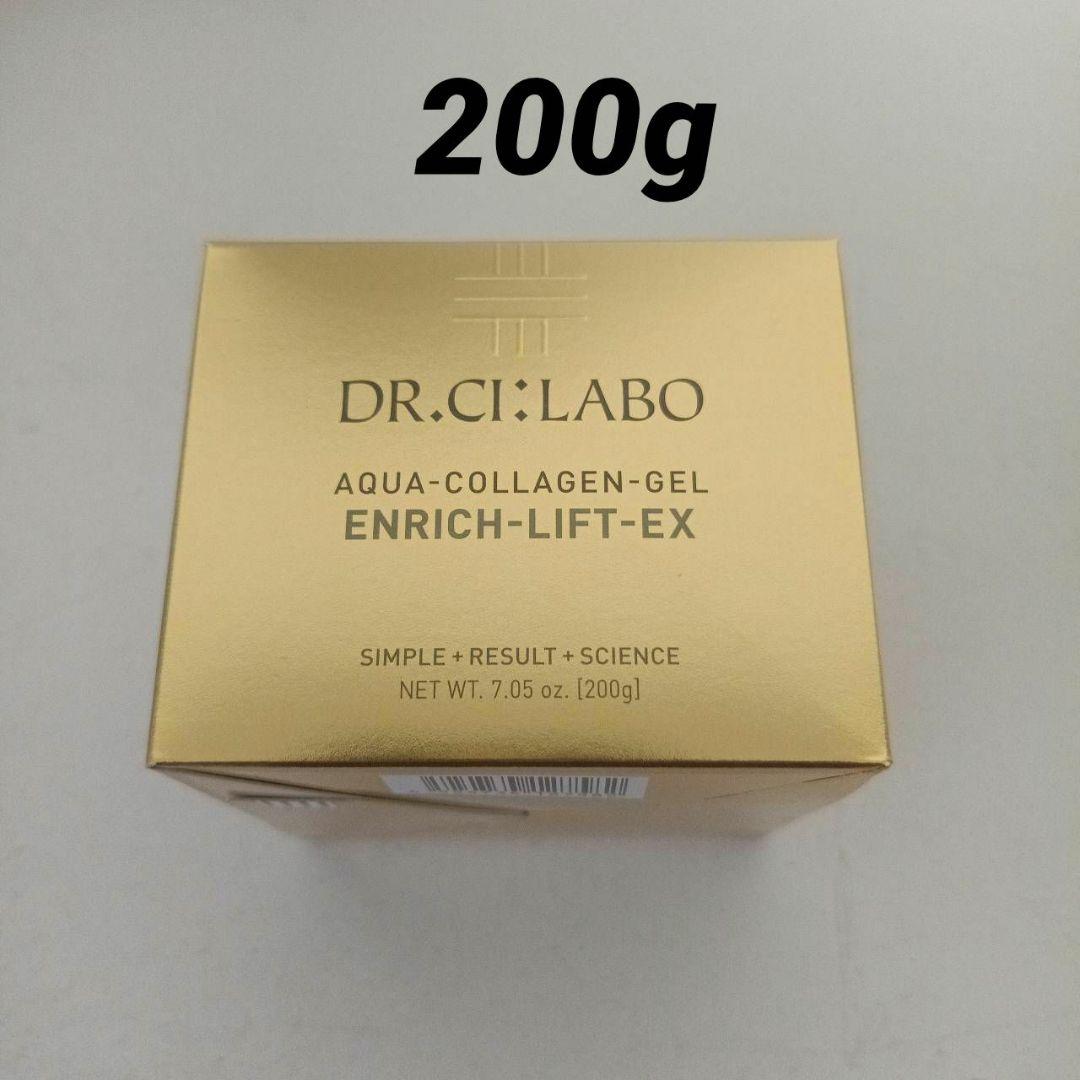 200g
DR.CI:LABO
AQUA-COLLAGEN-GEL
ENRICH-LIFT-EX
SIMPLE + RESULT + SCIENCE
NET WT. 7.05 oz. [200g]